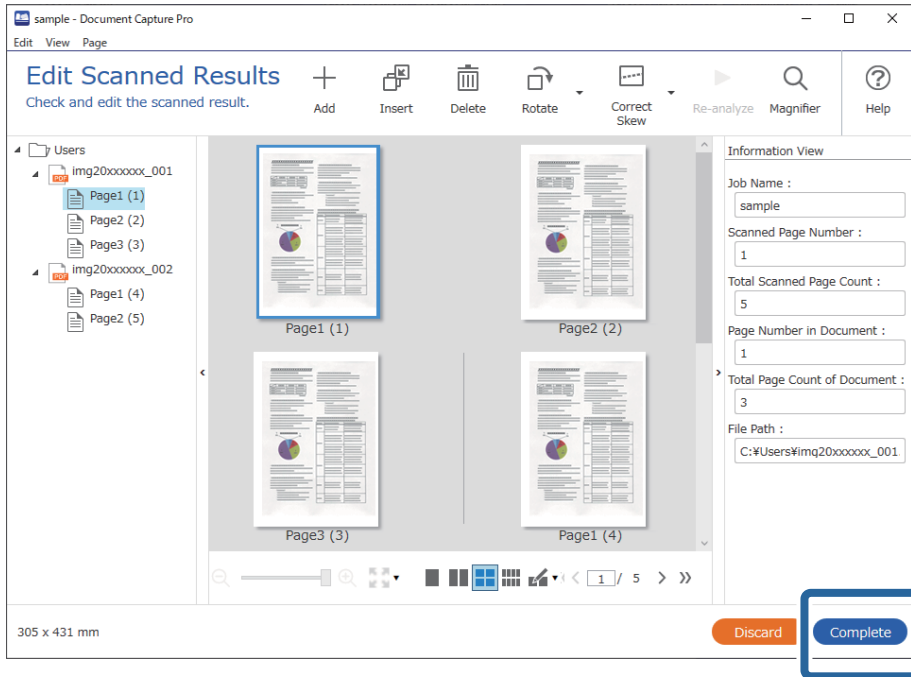 sample - Document Capture Pro
Edit View Page
Edit Scanned Results
Check and edit the scanned result.
Add
Insert
Delete
Rotate
Correct
Skew
Re-analyze
Magnifier
Help
Users
PDF img20xxxxxx_001
Page1 (1)
Page2 (2)
Page3 (3)
PDF img20xxxxxx_002
Page1 (4)
Page2 (5)
Page1 (1)
Page2 (2)
Page3 (3)
Page1 (4)
1 / 5
Information View
Job Name :
sample
Scanned Page Number :
1
Total Scanned Page Count :
5
Page Number in Document :
1
Total Page Count of Document :
3
File Path :
C:¥Users¥img20xxxxxx_001.
305 x 431 mm
Discard
Complete